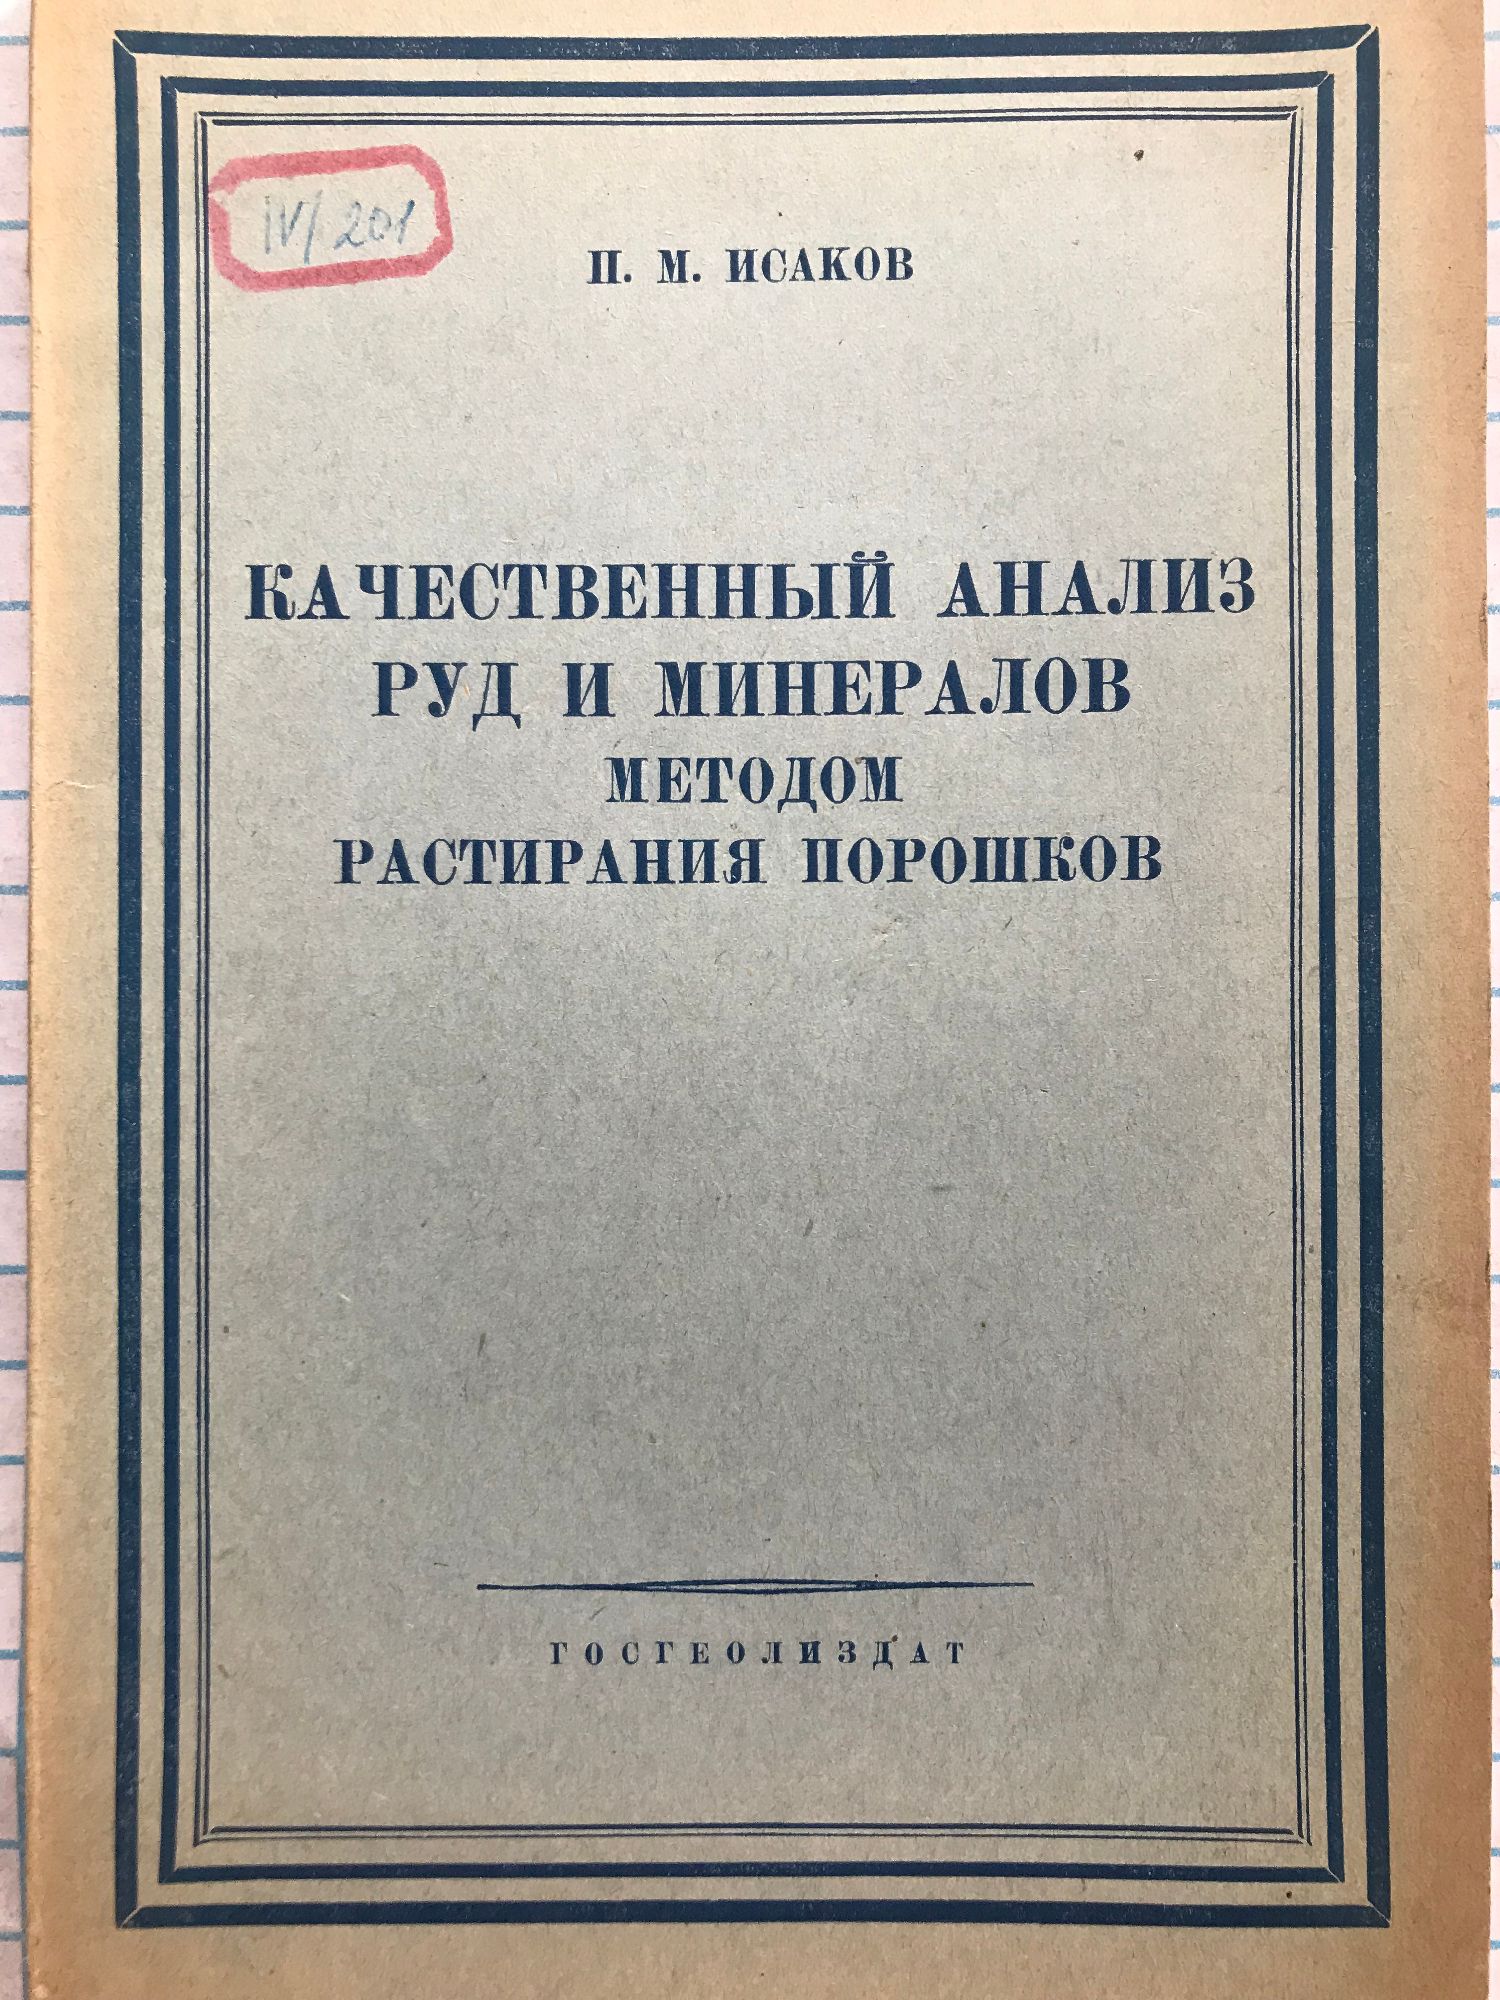 IV/201
П. М. ИСАКОВ
КАЧЕСТВЕННЫЙ АНАЛИЗ
РУД И МИНЕРАЛОВ
МЕТОДОМ
РАСТИРАНИЯ ПОРОШКОВ
ГОСГЕОЛИЗДАТ